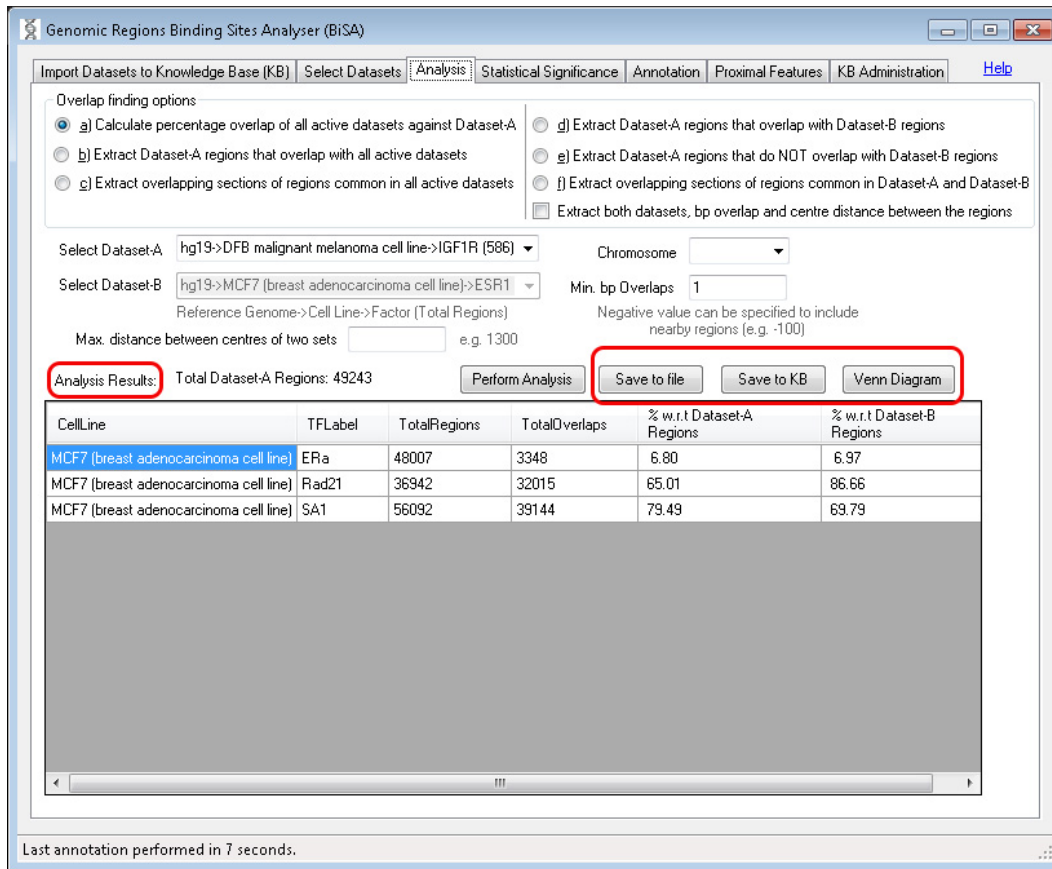 Genomic Regions Binding Sites Analyser (BiSA)
Import Datasets to Knowledge Base (KB) Select Datasets Analysis Statistical Significance Annotation Proximal Features KB Administration Help
Overlap finding options
a) Calculate percentage overlap of all active datasets against Dataset-A
b) Extract Dataset-A regions that overlap with all active datasets
c) Extract overlapping sections of regions common in all active datasets
d) Extract Dataset-A regions that overlap with Dataset-B regions
e) Extract Dataset-A regions that do NOT overlap with Dataset-B regions
f) Extract overlapping sections of regions common in Dataset-A and Dataset-B
Extract both datasets, bp overlap and centre distance between the regions
Select Dataset-A hg19->DFB malignant melanoma cell line->IGF1R (586) Chromosome
Select Dataset-B hg19->MCF7 (breast adenocarcinoma cell line)->ESR1 Min. bp Overlaps 1
Reference Genome->Cell Line->Factor (Total Regions)
Negative value can be specified to include
nearby regions (e.g. -100)
Max. distance between centres of two sets e.g. 1300
Analysis Results: Total Dataset-A Regions: 49243 Perform Analysis Save to file Save to KB Venn Diagram
CellLine TFLabel TotalRegions TotalOverlaps % w.r.t Dataset-A Regions % w.r.t Dataset-B Regions
MCF7 (breast adenocarcinoma cell line) ERa 48007 3348 6.80 6.97
MCF7 (breast adenocarcinoma cell line) Rad21 36942 32015 65.01 86.66
MCF7 (breast adenocarcinoma cell line) SA1 56092 39144 79.49 69.79
Last annotation performed in 7 seconds.